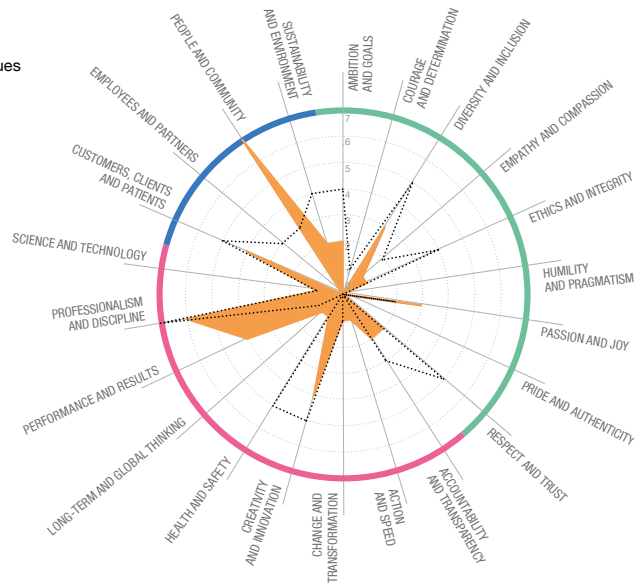 ues
SUSTAINABILITY
AND ENVIRONMENT
AMBITION
AND GOALS
COURAGE
AND DETERMINATION
DIVERSITY AND INCLUSION
EMPATHY AND COMPASSION
ETHICS AND INTEGRITY
HUMILITY
AND PRAGMATISM
PASSION AND JOY
PRIDE AND AUTHENTICITY
RESPECT AND TRUST
ACCOUNTABILITY
AND TRANSPARENCY
ACTION
AND SPEED
CHANGE AND
TRANSFORMATION
CREATIVITY
AND INNOVATION
HEALTH AND SAFETY
LONG-TERM AND GLOBAL THINKING
PERFORMANCE AND RESULTS
PROFESSIONALISM
AND DISCIPLINE
SCIENCE AND TECHNOLOGY
CUSTOMERS, CLIENTS
AND PATIENTS
EMPLOYEES AND PARTNERS
PEOPLE AND COMMUNITY
7
6
5
4
3